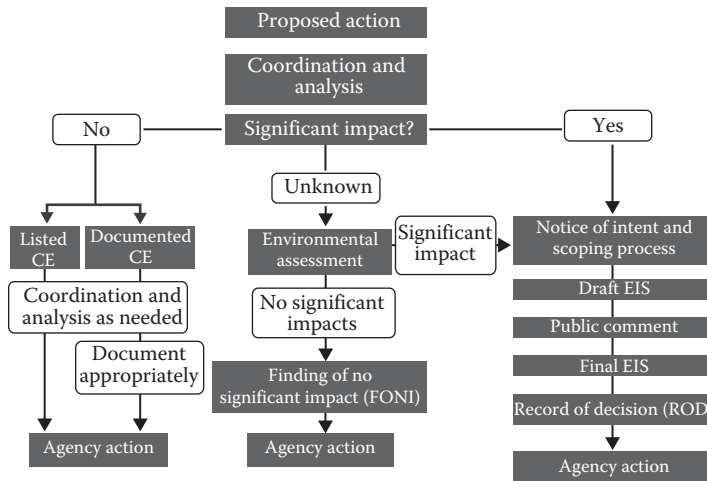 Proposed action
Coordination and
analysis
Significant impact?
No
Yes
Unknown
Listed
CE
Documented
CE
Environmental
assessment
Significant
impact
Notice of intent and
scoping process
Coordination and
analysis as needed
No significant
impacts
Draft EIS
Public comment
Document
appropriately
Finding of no
significant impact (FONI)
Final EIS
Record of decision (ROD
Agency action
Agency action
Agency action